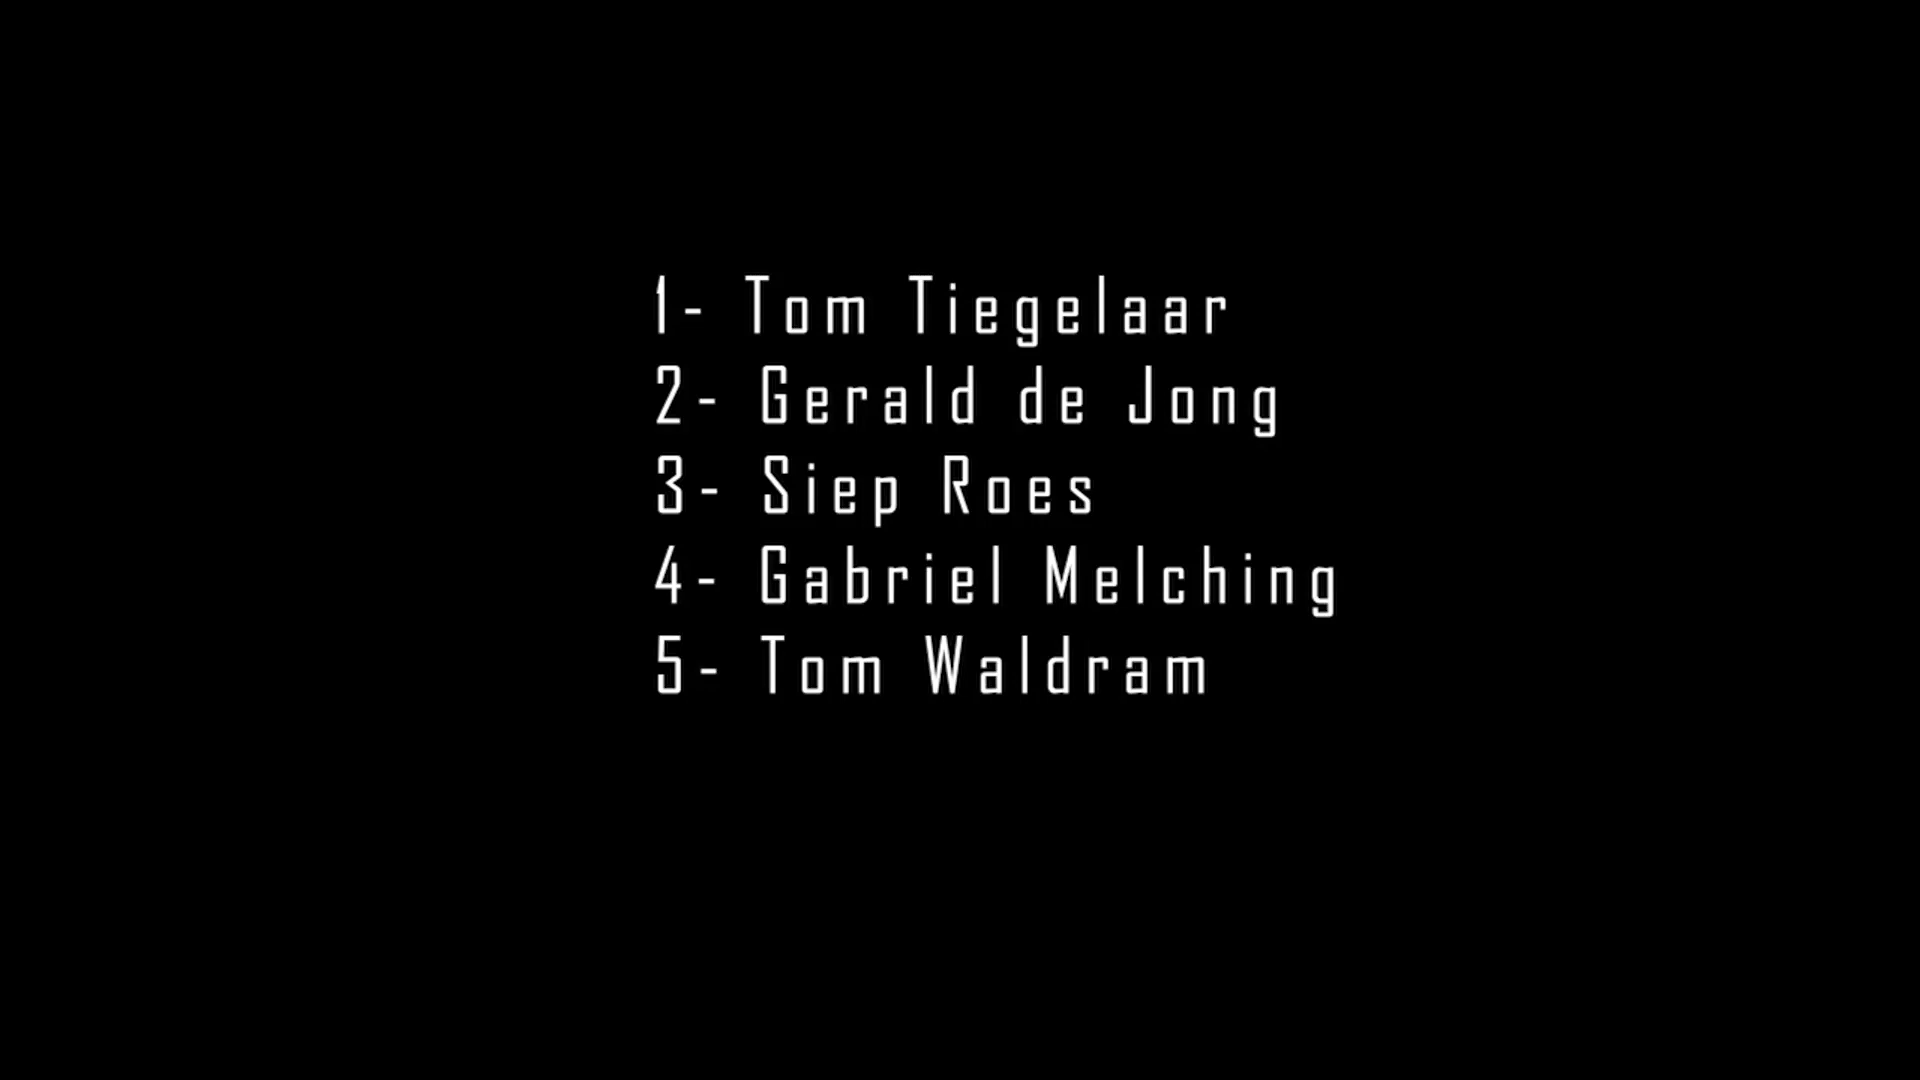 1- Tom Tiegelaar
2- Gerald de Jong
3- Siep Roes
4- Gabriel Melching
5- Tom Waldram